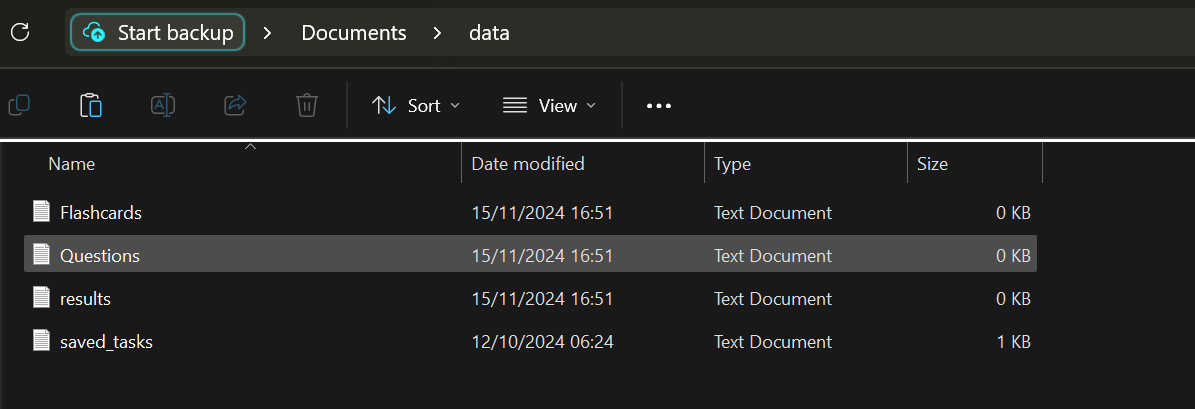 Start backup > Documents > data
Sort View
Name Date modified Type Size
Flashcards 15/11/2024 16:51 Text Document 0 KB
Questions 15/11/2024 16:51 Text Document 0 KB
results 15/11/2024 16:51 Text Document 0 KB
saved_tasks 12/10/2024 06:24 Text Document 1 KB